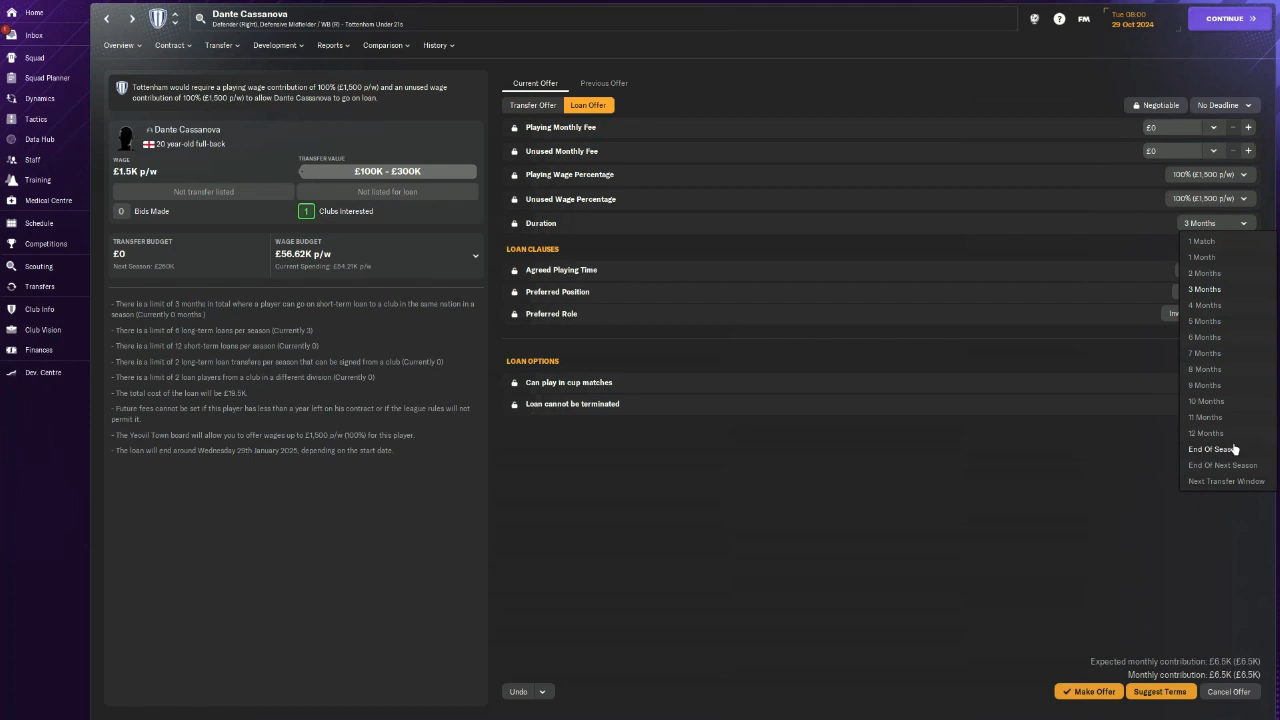 Home
Inbox
Squad
Squad Planner
Dynamics
Tactics
Data Hub
Staff
Training
Medical Centre
Schedule
Competitions
Scouting
Transfers
Club Info
Club Vision
Finances
Dev. Centre
Dante Cassanova
Defender (Right), Defensive Midfielder / WB (R) - Tottenham Under 21s
FM
Tue 08:00
29 Oct 2024
CONTINUE
Overview
Contract
Transfer
Development
Reports
Comparison
History
Tottenham would require a playing wage contribution of 100% (£1,500 p/w) and an unused wage
contribution of 100% (£1,500 p/w) to allow Dante Cassanova to go on loan.
Dante Cassanova
20 year-old full-back
WAGE
£1.5K p/w
TRANSFER VALUE
£100K - £300K
Not transfer listed
Not listed for loan
0 Bids Made
1 Clubs Interested
TRANSFER BUDGET
£0
Next Season: £260K
WAGE BUDGET
£56.62K p/w
Current Spending: £54.21K p/w
- There is a limit of 3 months in total where a player can go on short-term loan to a club in the same nation in a
season (Currently 0 months )
- There is a limit of 6 long-term loans per season (Currently 3)
- There is a limit of 12 short-term loans per season (Currently 0)
- There is a limit of 2 long-term loan transfers per season that can be signed from a club (Currently 0)
- There is a limit of 2 loan players from a club in a different division (Currently 0)
- The total cost of the loan will be £19.5K.
- Future fees cannot be set if this player has less than a year left on his contract or if the league rules will not
permit it.
- The Yeovil Town board will allow you to offer wages up to £1,500 p/w (100%) for this player.
- The loan will end around Wednesday 29th January 2025, depending on the start date.
Current Offer
Previous Offer
Transfer Offer
Loan Offer
Negotiable
No Deadline
Playing Monthly Fee
£0
Unused Monthly Fee
£0
Playing Wage Percentage
100% (£1,500 p/w)
Unused Wage Percentage
100% (£1,500 p/w)
Duration
3 Months
1 Match
1 Month
2 Months
3 Months
4 Months
5 Months
6 Months
7 Months
8 Months
9 Months
10 Months
11 Months
12 Months
End Of Season
End Of Next Season
Next Transfer Window
LOAN CLAUSES
Agreed Playing Time
Preferred Position
Preferred Role
Inv
LOAN OPTIONS
Can play in cup matches
Loan cannot be terminated
Expected monthly contribution: £6.5K (£6.5K)
Monthly contribution: £6.5K (£6.5K)
Undo
Make Offer
Suggest Terms
Cancel Offer